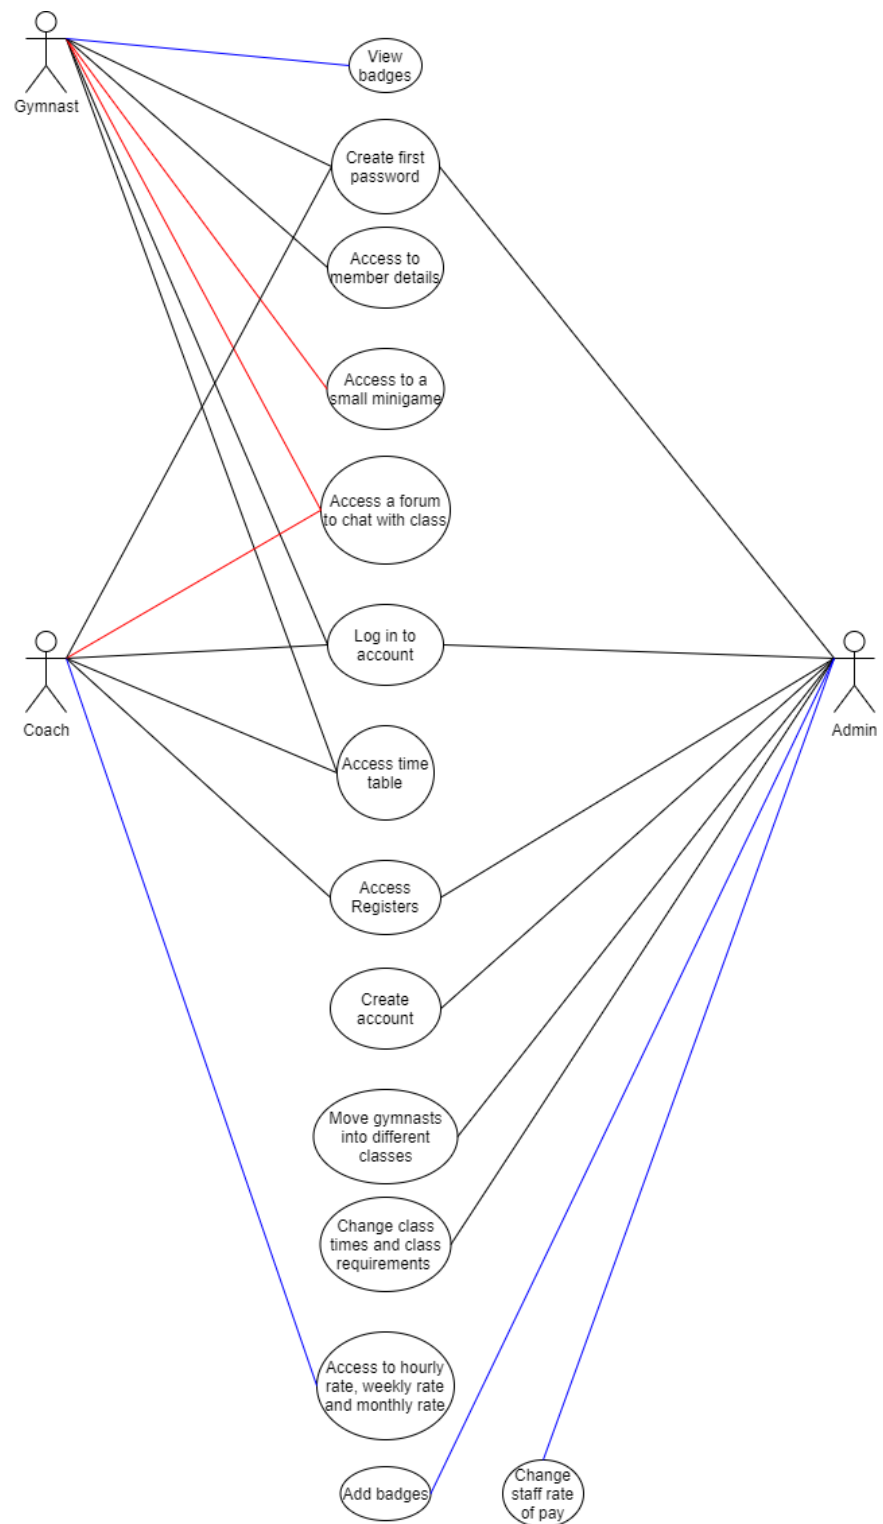 View
badges
Gymnast
Create first
password
Access to
member details
Access to a
small minigame
Access a forum
to chat with class
Log in to
account
Coach
Admin
Access time
table
Access
Registers
Create
account
Move gymnasts
into different
classes
Change class
times and class
requirements
Access to hourly
rate, weekly rate
and monthly rate
Add badges
Change
staff rate
of pay